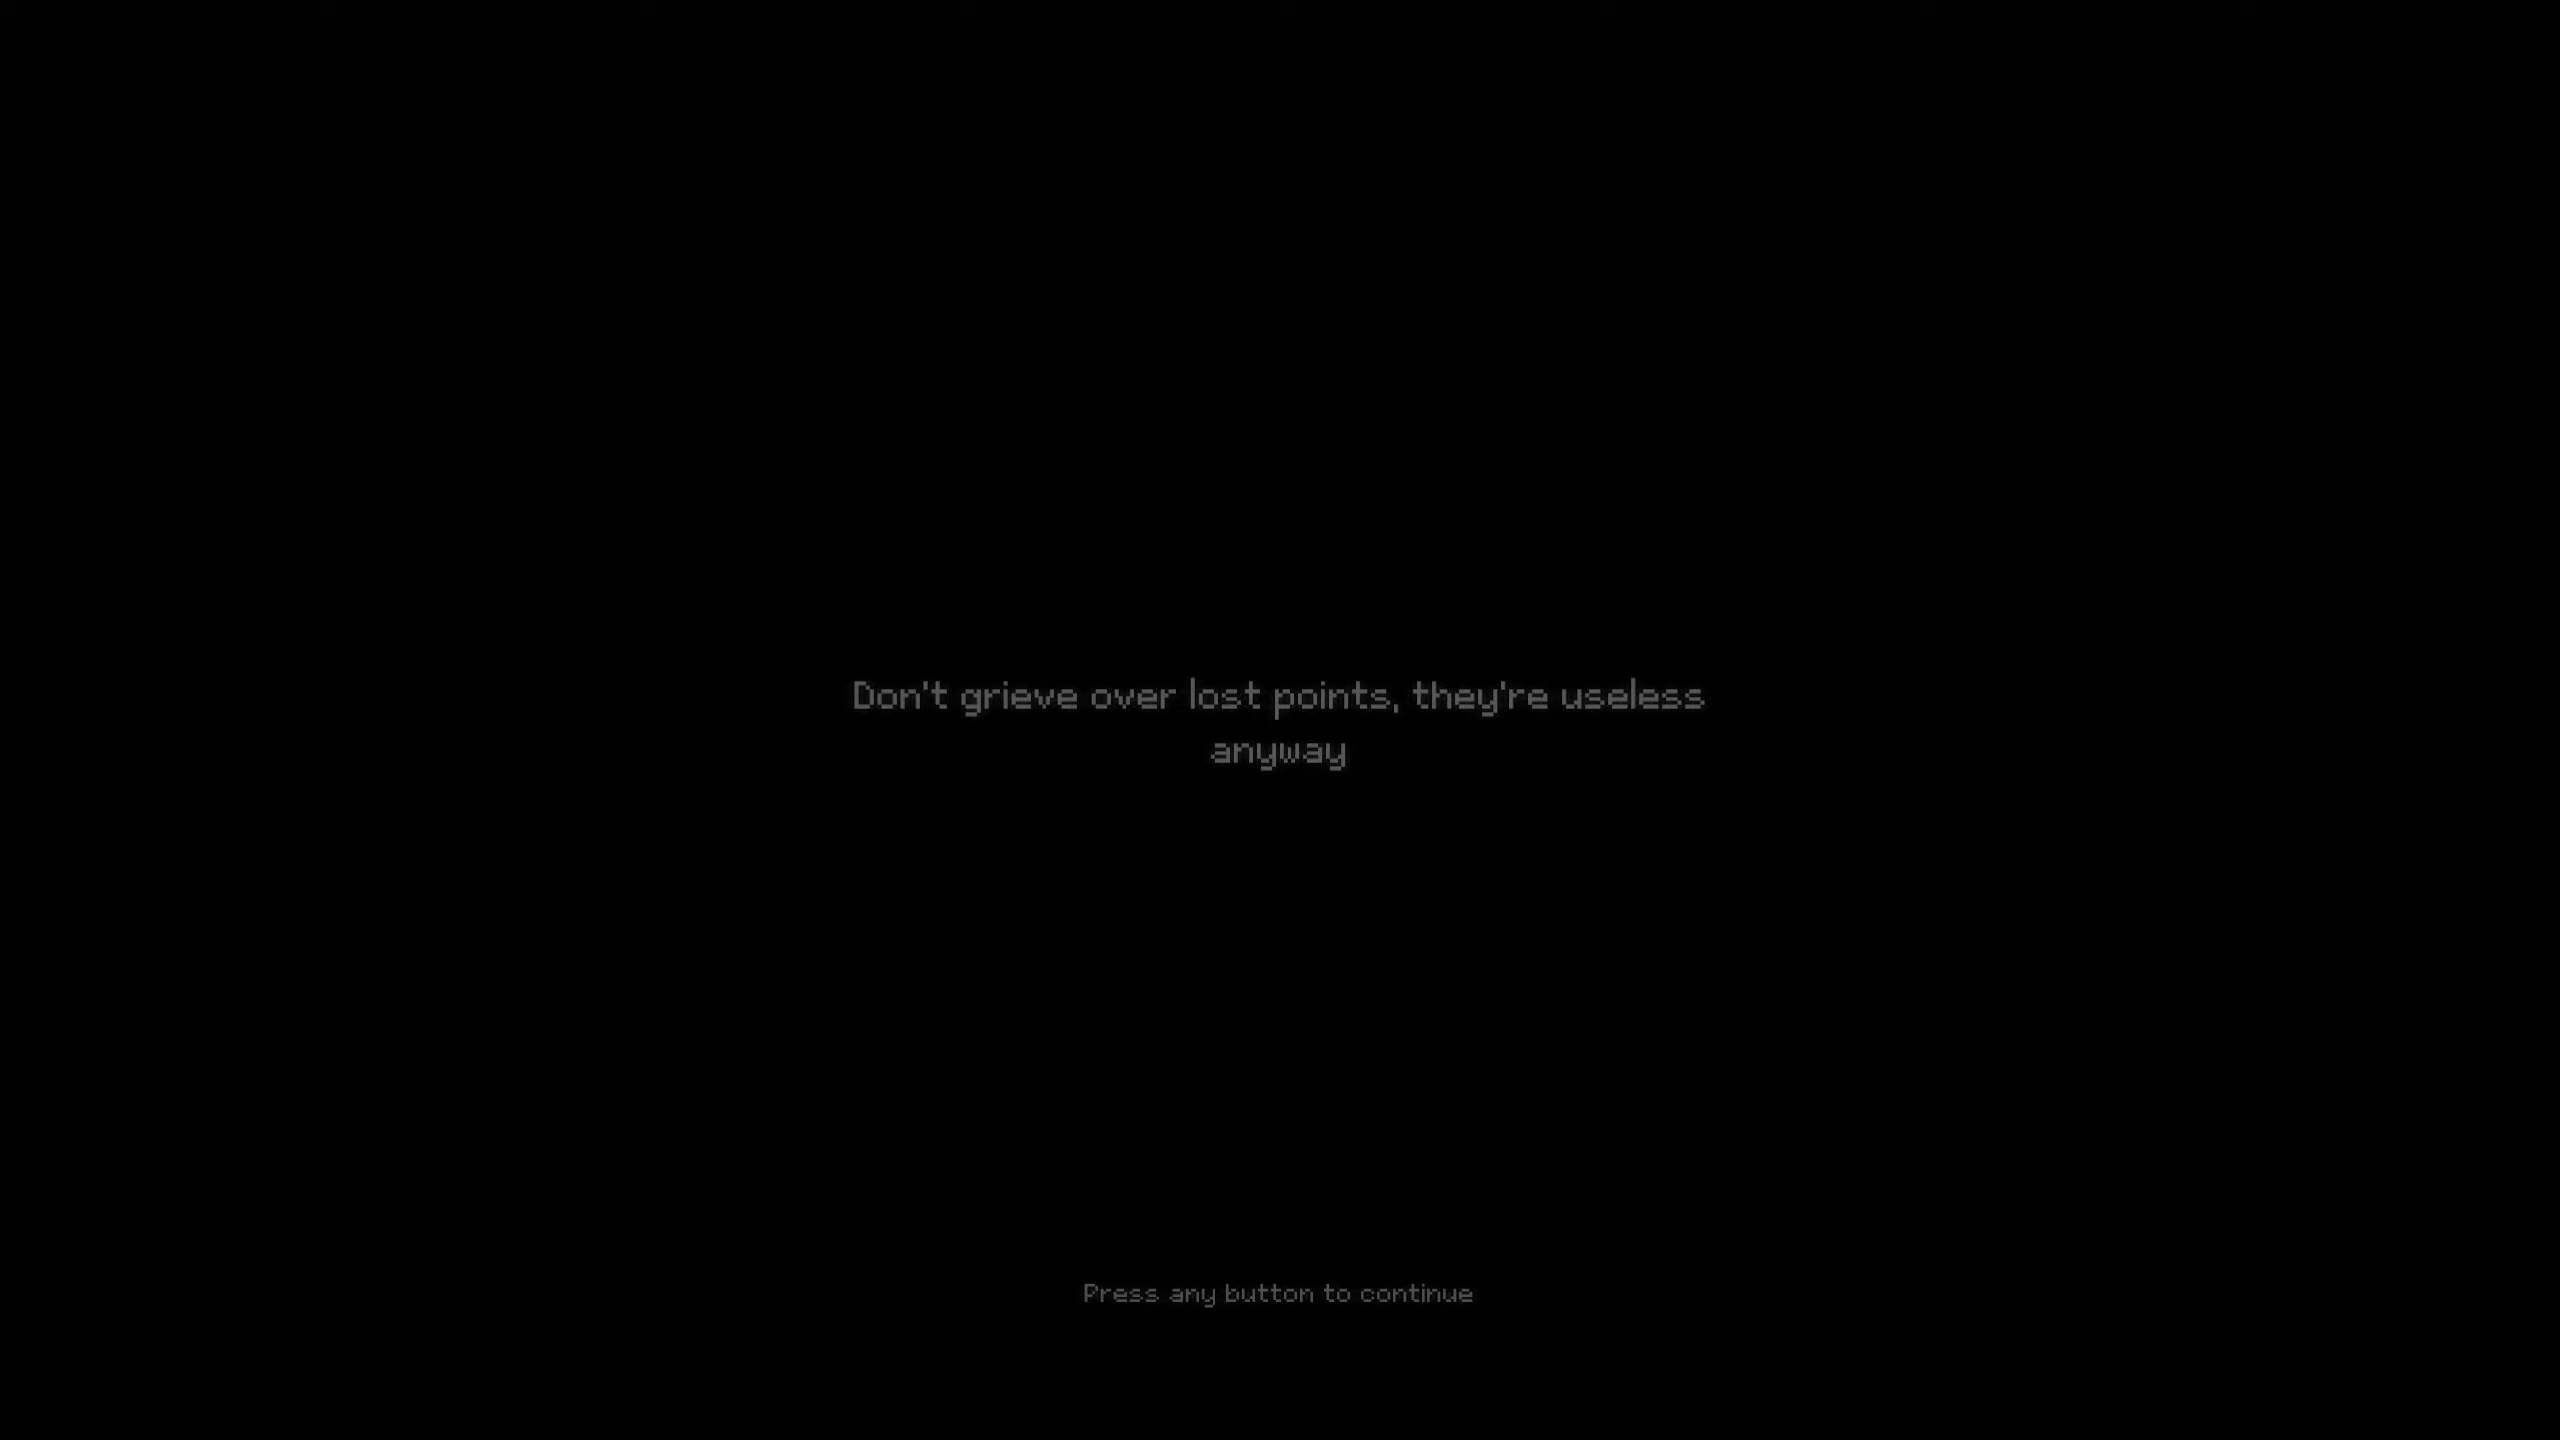 Don't grieve over lost points, they're useless
anyway
Press any button to continue